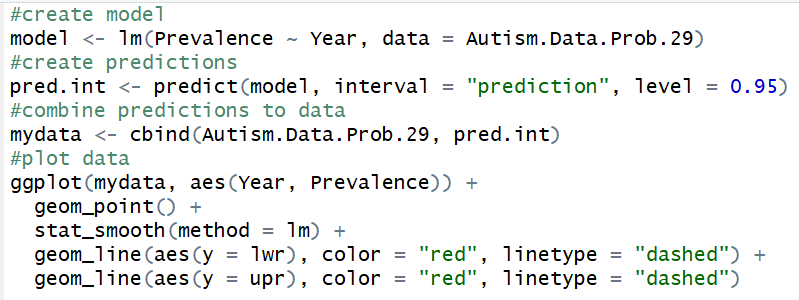 #create model
model <- lm(Prevalence ~ Year, data = Autism.Data.Prob.29)
#create predictions
pred.int <- predict(model, interval = "prediction", level = 0.95)
#combine predictions to data
mydata <- cbind(Autism.Data.Prob.29, pred.int)
#plot data
ggplot(mydata, aes(Year, Prevalence)) +
  geom_point() +
  stat_smooth(method = lm) +
  geom_line(aes(y = lwr), color = "red", linetype = "dashed") +
  geom_line(aes(y = upr), color = "red", linetype = "dashed")